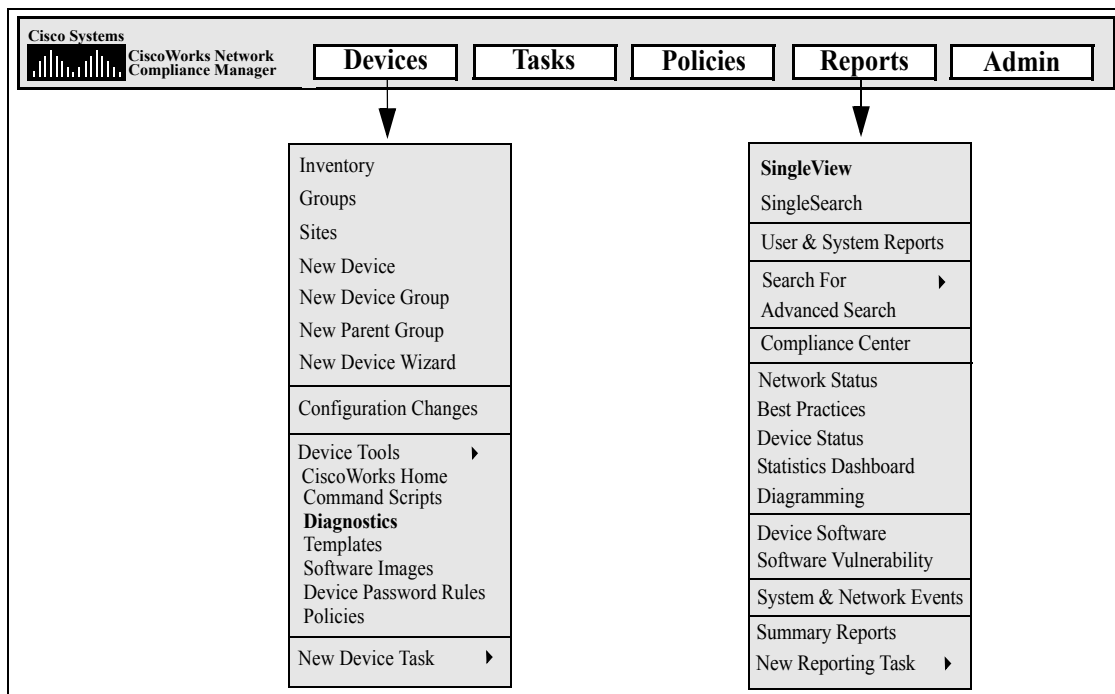 Cisco Systems
CiscoWorks Network
Compliance Manager
Devices
Tasks
Policies
Reports
Admin
Inventory
Groups
Sites
New Device
New Device Group
New Parent Group
New Device Wizard
Configuration Changes
Device Tools
CiscoWorks Home
Command Scripts
Diagnostics
Templates
Software Images
Device Password Rules
Policies
New Device Task
SingleView
SingleSearch
User & System Reports
Search For
Advanced Search
Compliance Center
Network Status
Best Practices
Device Status
Statistics Dashboard
Diagramming
Device Software
Software Vulnerability
System & Network Events
Summary Reports
New Reporting Task